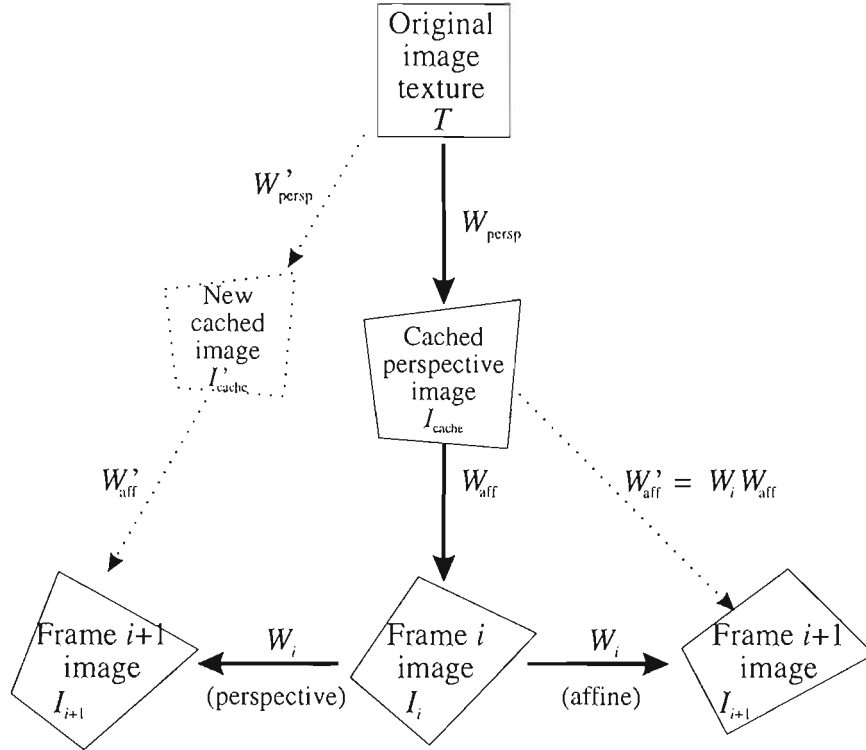 Original
image
texture
T
W'persp
Wpersp
New
cached
image
I'cache
Cached
perspective
image
Icache
W'aff
Waff
W'aff = Wi Waff
Frame i+1
image
Ii+1
Wi
(perspective)
Frame i
image
Ii
Wi
(affine)
Frame i+1
image
Ii+1